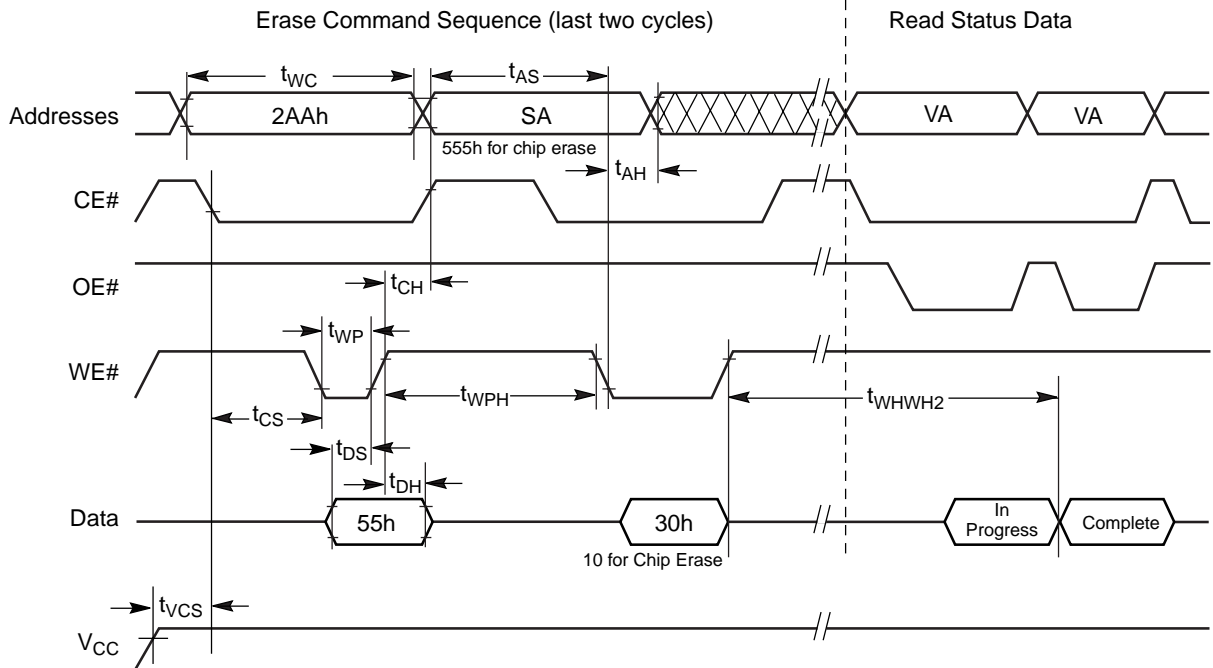 Erase Command Sequence (last two cycles)
Read Status Data
tWC
tAS
Addresses
2AAh
SA
VA
VA
555h for chip erase
tAH
CE#
OE#
tCH
tWP
WE#
tWPH
tWHWH2
tCS
tDS
tDH
Data
55h
30h
In
Progress
Complete
10 for Chip Erase
tVCS
VCC